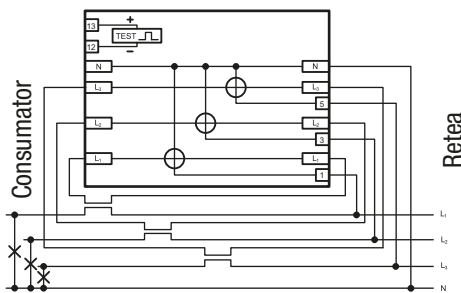 13 +
TEST
12 −
N N
L₃ L₃
5
L₂ L₂
3
L₁ L₁
1
Consumator
Retea
L₁
L₂
L₃
N